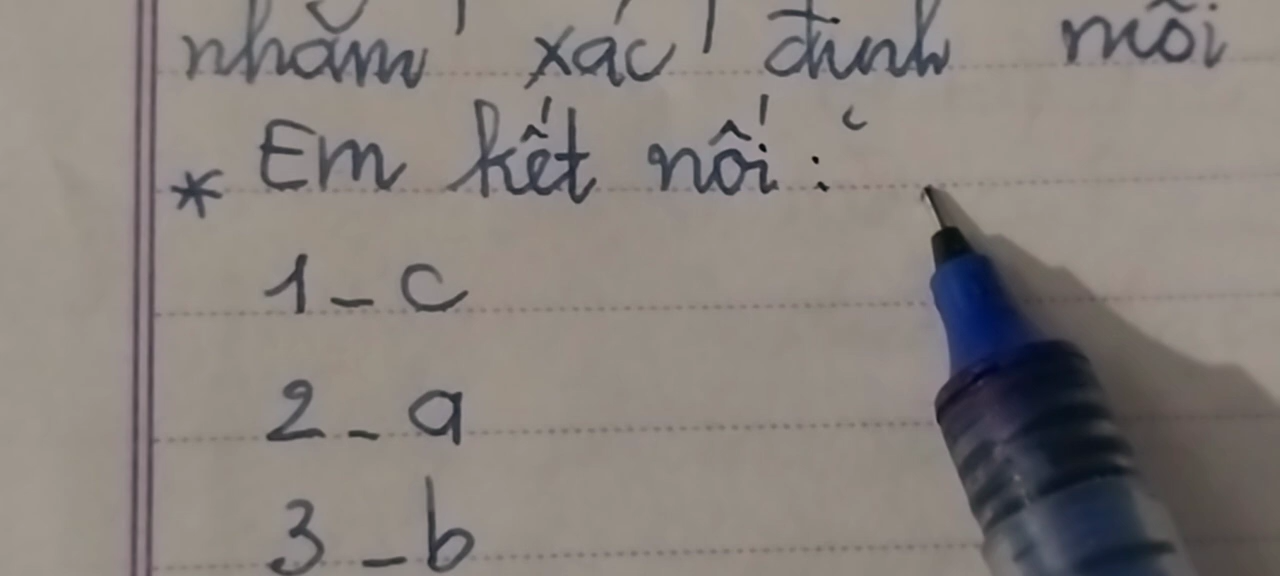 nhằm xác định mối
* Em kết nối:
1 - c
2 - a
3 - b